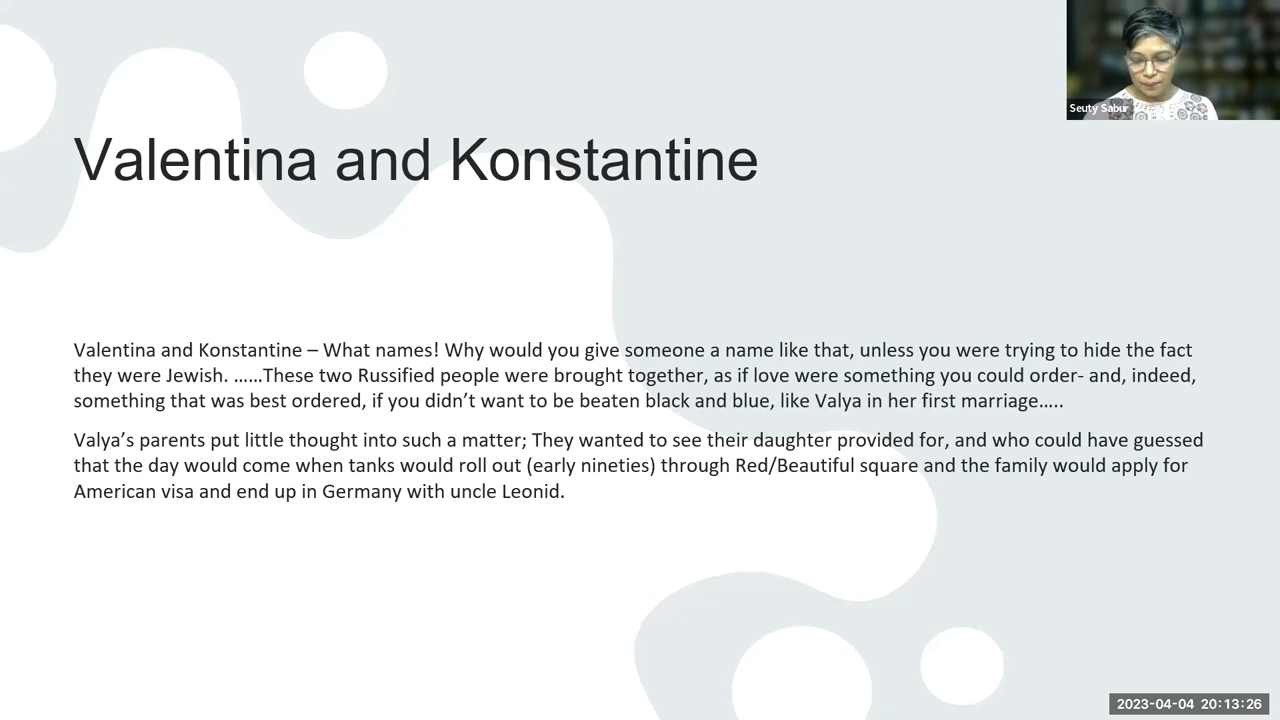 Seuty Sabur
Valentina and Konstantine
Valentina and Konstantine – What names! Why would you give someone a name like that, unless you were trying to hide the fact
they were Jewish. ……These two Russified people were brought together, as if love were something you could order- and, indeed,
something that was best ordered, if you didn’t want to be beaten black and blue, like Valya in her first marriage…..
Valya’s parents put little thought into such a matter; They wanted to see their daughter provided for, and who could have guessed
that the day would come when tanks would roll out (early nineties) through Red/Beautiful square and the family would apply for
American visa and end up in Germany with uncle Leonid.
2023-04-04 20:13:26